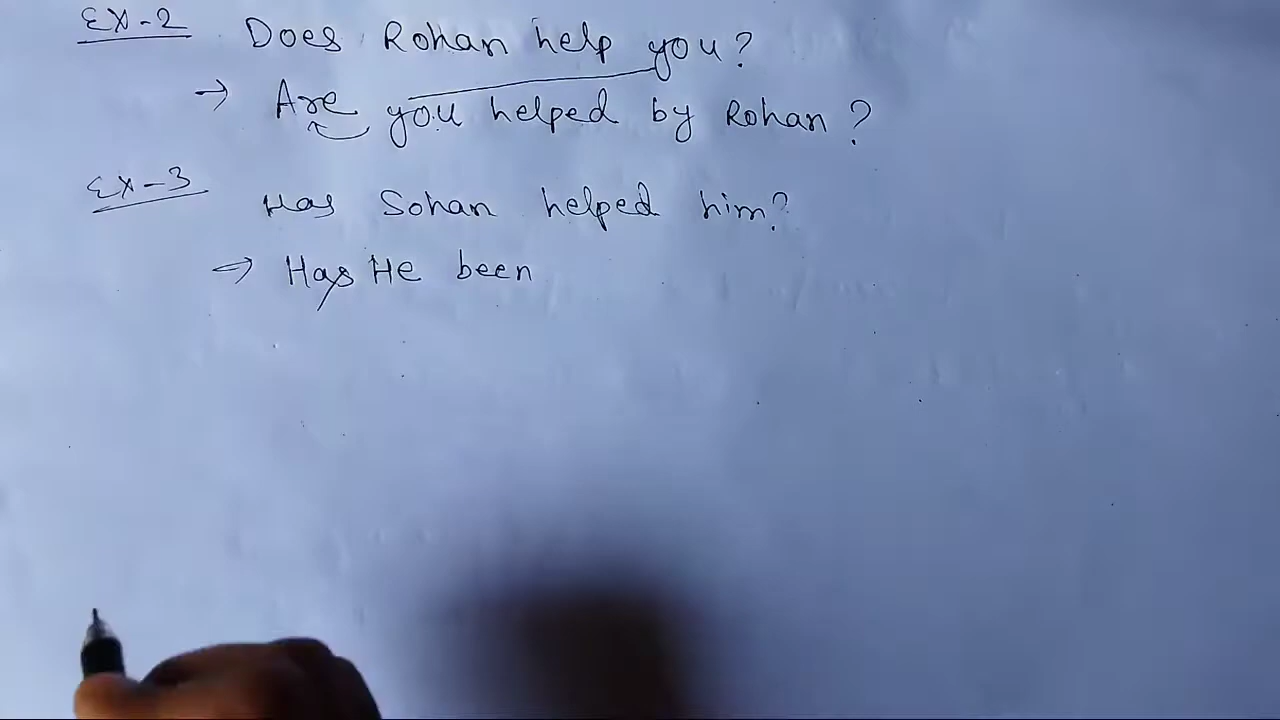 EX-2 Does Rohan help you?
→ Are you helped by Rohan?
EX-3 Has Sohan helped him?
→ Has He been